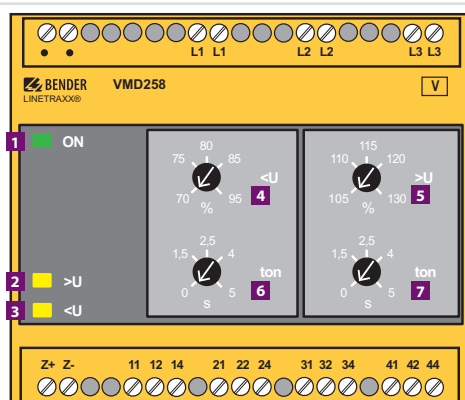 L1 L1 L2 L2 L3 L3
BENDER VMD258 V
LINETRAXX®
1 ON
80 115
75 85 110 120
<U >U
70 95 4 105 130 5
% %
2,5 2,5
1,5 4 1,5 4
2 >U ton ton
0 5 6 0 5 7
3 <U s s
Z+ Z- 11 12 14 21 22 24 31 32 34 41 42 44